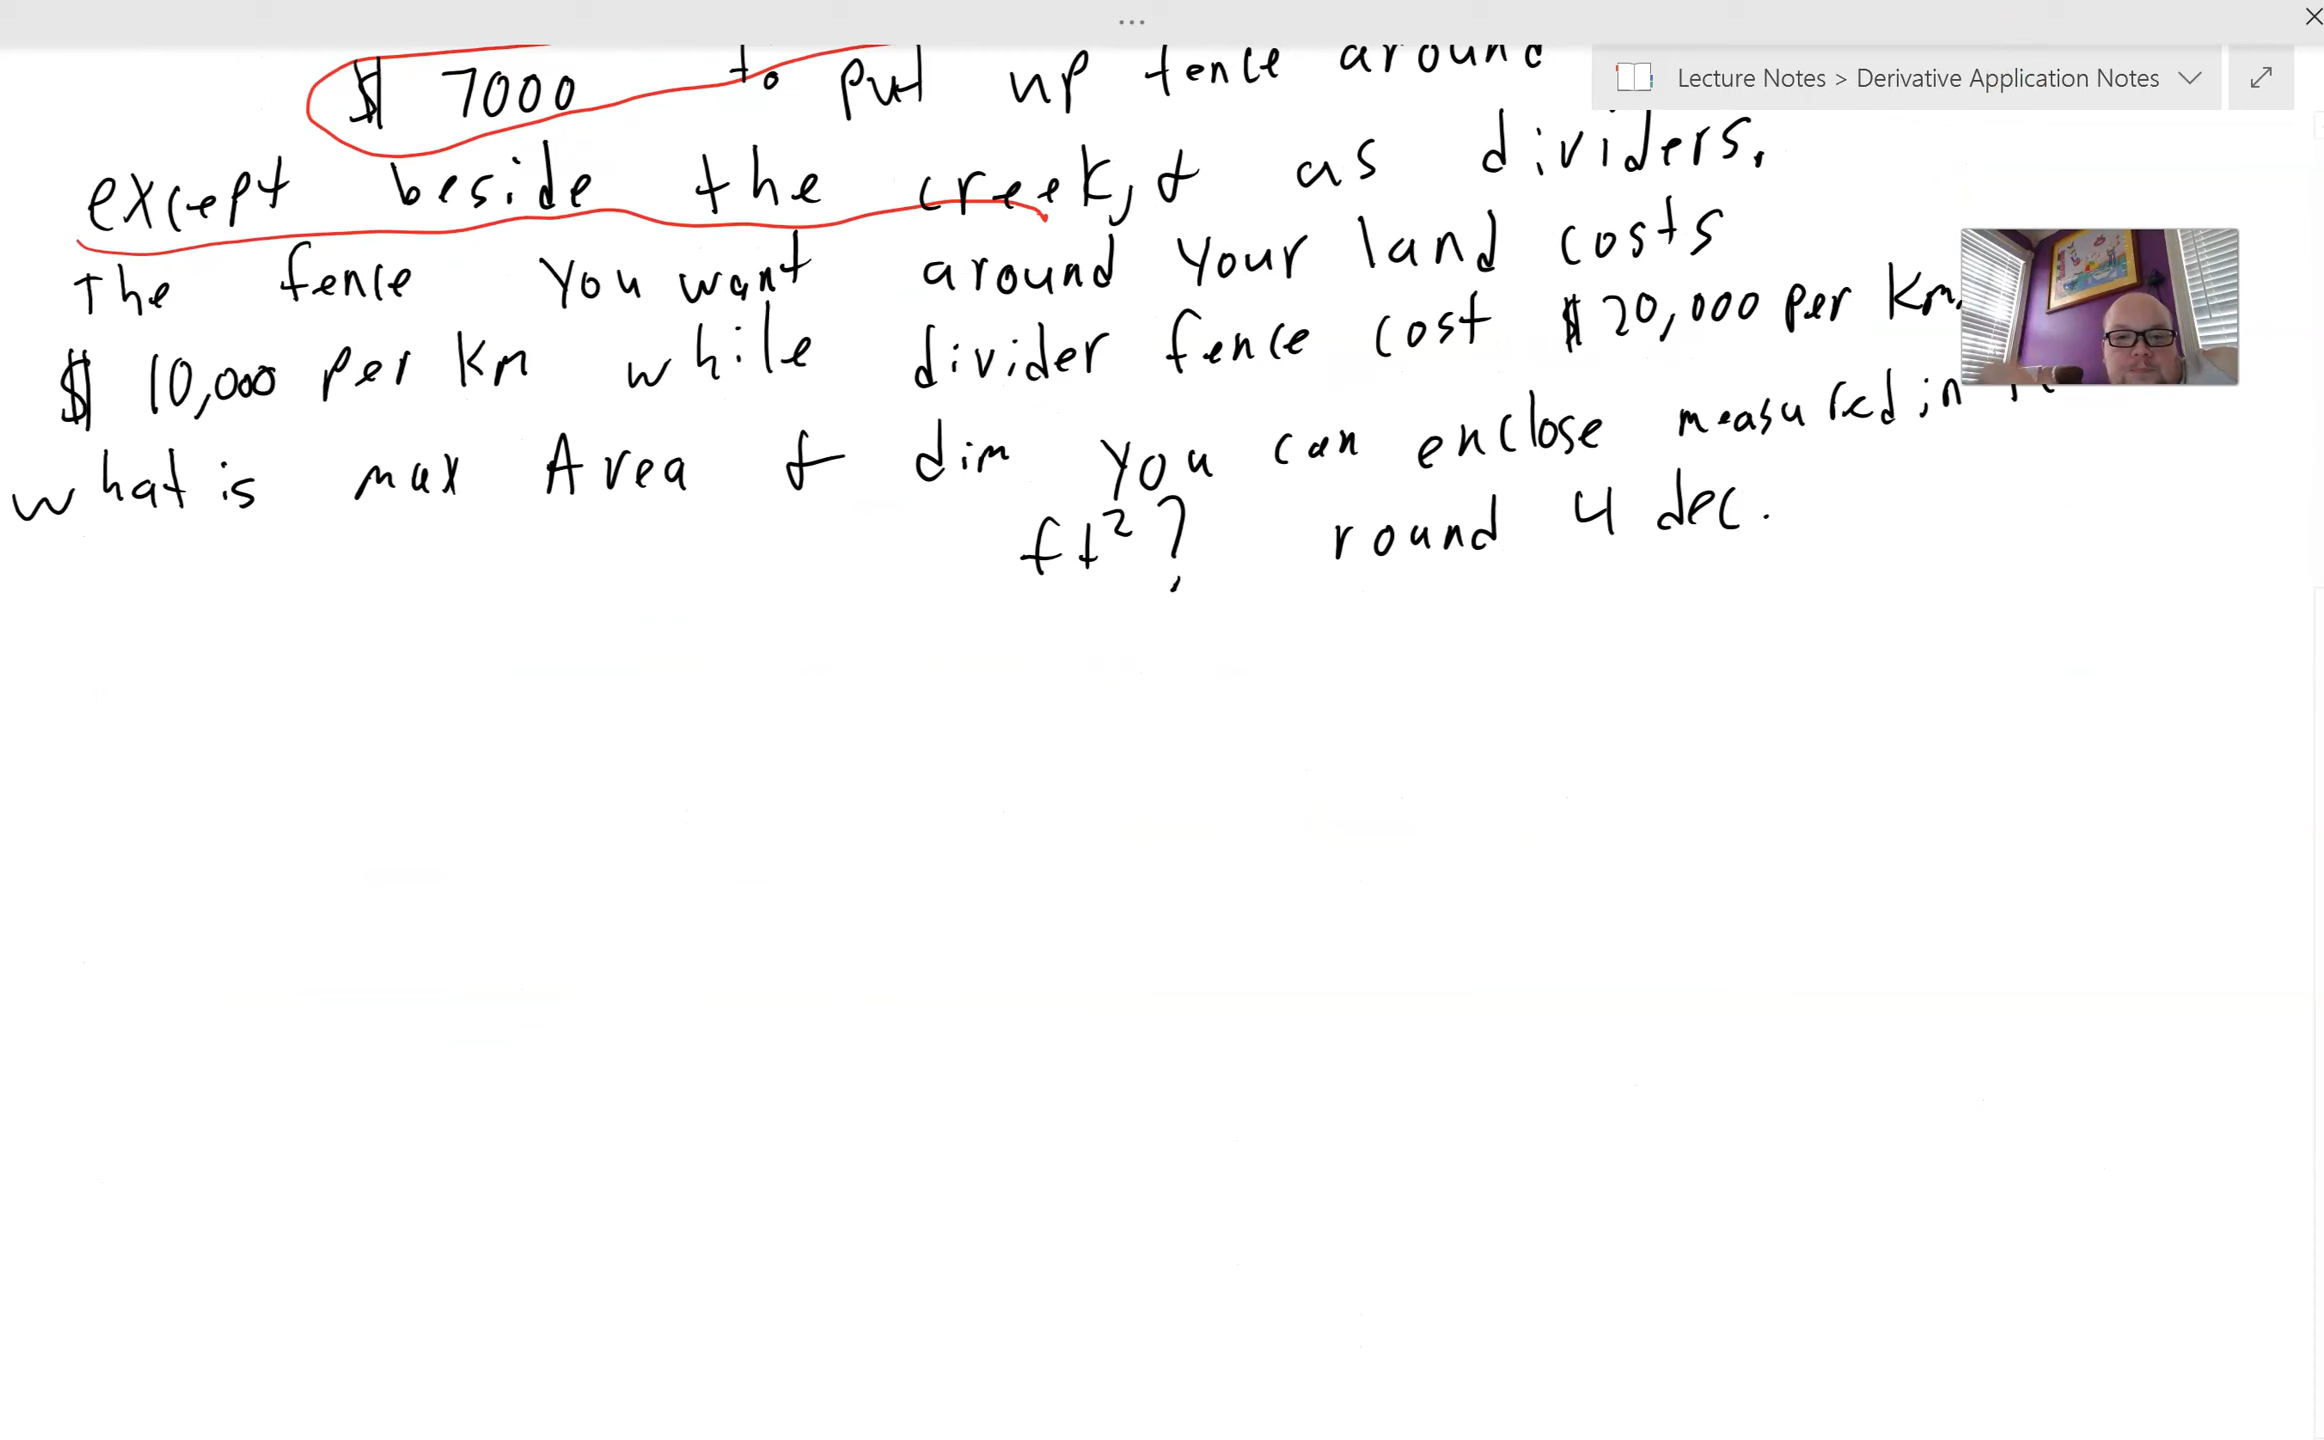 $ 7000 to put up fence around
Lecture Notes > Derivative Application Notes
except beside the creek, & as dividers.
The fence you want around your land costs
$ 10,000 per km while divider fence cost $ 20,000 per km.
what is max Area & dim you can enclose measured in
ft²? round 4 dec.